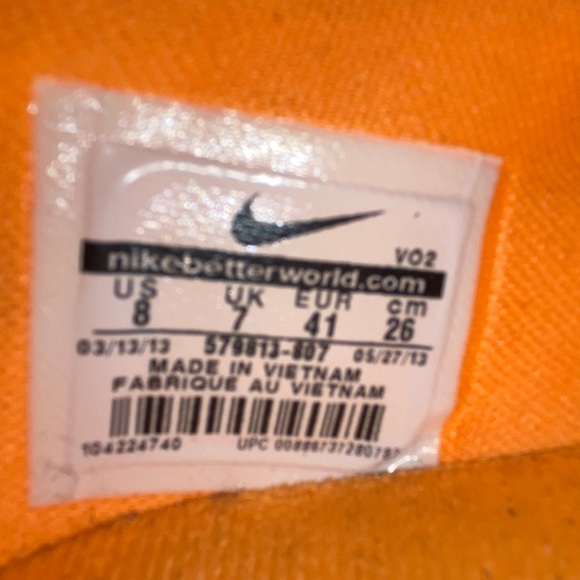 VO2
nikebetterworld.com
US UK EUR cm
8 7 41 26
03/13/13 579813-807 05/27/13
MADE IN VIETNAM
FABRIQUE AU VIETNAM
104224740 UPC